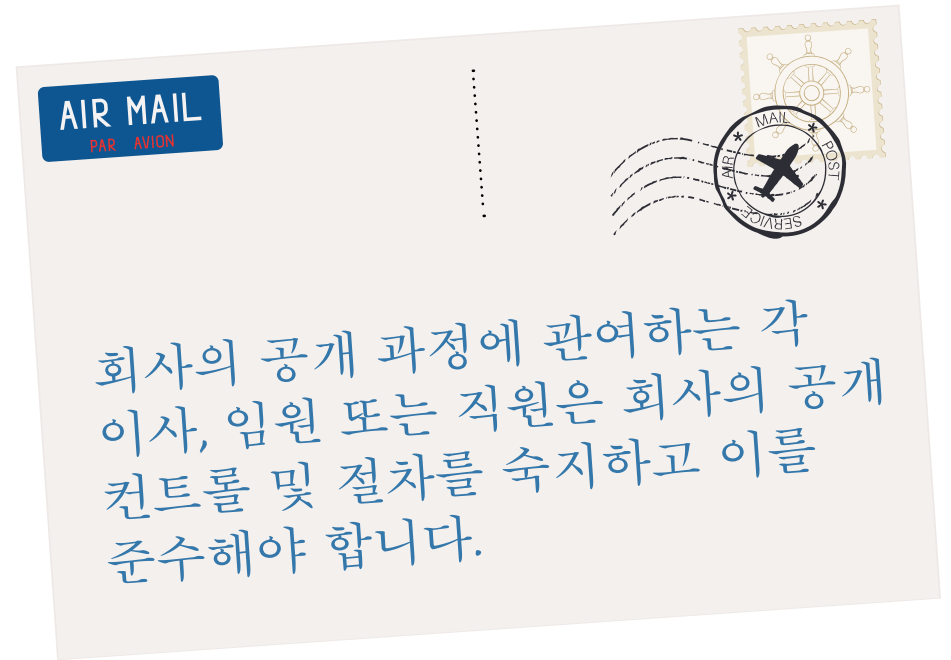 AIR MAIL
PAR AVION
AIR MAIL POST SERVICE
회사의 공개 과정에 관여하는 각
이사, 임원 또는 직원은 회사의 공개
컨트롤 및 절차를 숙지하고 이를
준수해야 합니다.